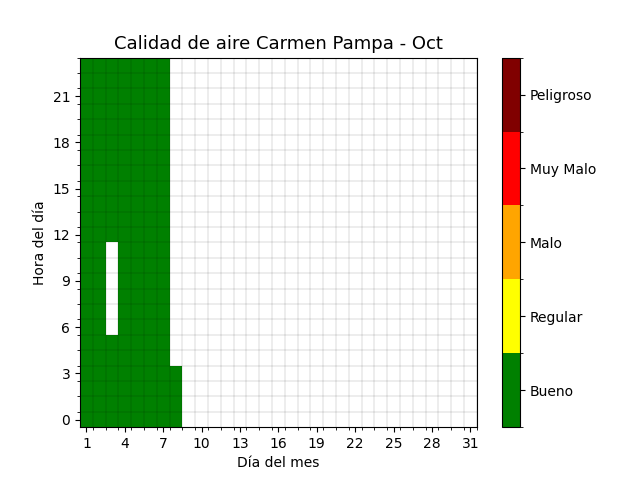 Calidad de aire Carmen Pampa - Oct
Hora del día
21
18
15
12
9
6
3
0
1 4 7 10 13 16 19 22 25 28 31
Día del mes
Peligroso
Muy Malo
Malo
Regular
Bueno